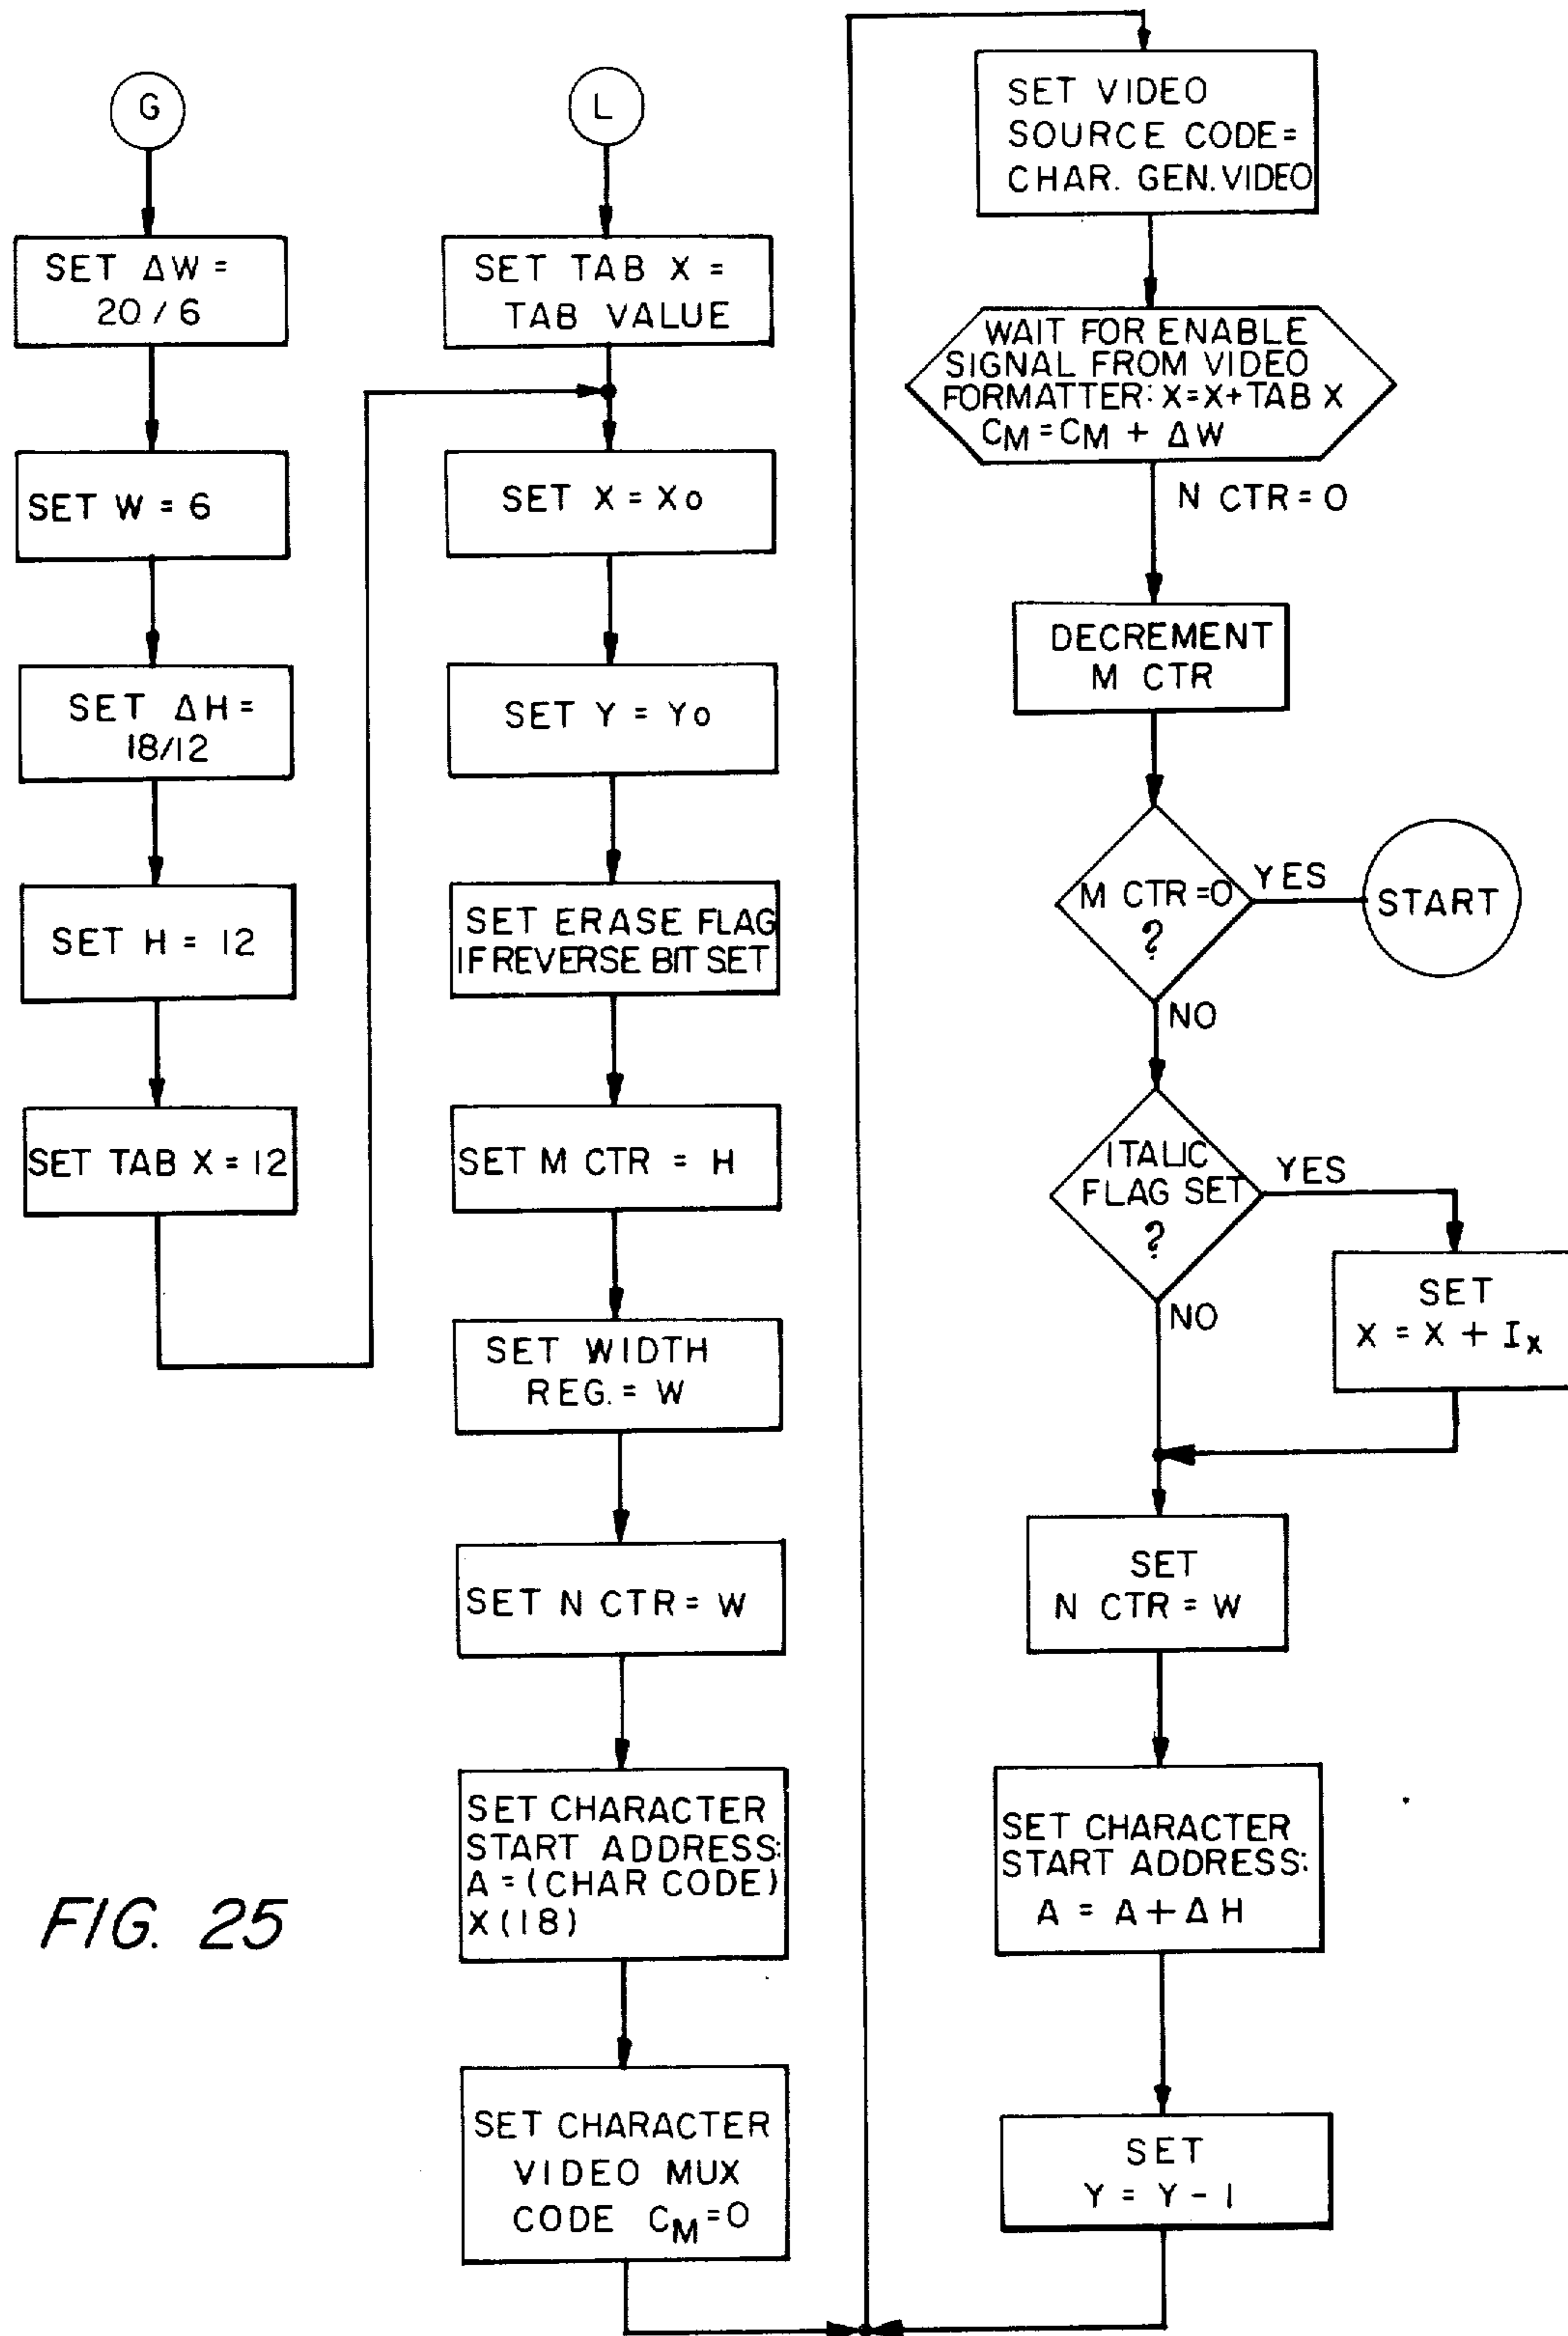 G
SET ΔW =
20 / 6
SET W = 6
SET ΔH =
18/12
SET H = 12
SET TAB X = 12
L
SET TAB X =
TAB VALUE
SET X = Xo
SET Y = Yo
SET ERASE FLAG
IF REVERSE BIT SET
SET M CTR = H
SET WIDTH
REG. = W
SET N CTR = W
SET CHARACTER
START ADDRESS:
A = (CHAR CODE)
X (18)
SET CHARACTER
VIDEO MUX
CODE CM=0
SET VIDEO
SOURCE CODE=
CHAR. GEN. VIDEO
WAIT FOR ENABLE
SIGNAL FROM VIDEO
FORMATTER: X=X+TAB X
CM=CM + ΔW
N CTR=0
DECREMENT
M CTR
M CTR=0
?
YES
START
NO
ITALIC
FLAG SET
?
YES
SET
X = X + Ix
NO
SET
N CTR = W
SET CHARACTER
START ADDRESS:
A = A + ΔH
SET
Y = Y - 1
FIG. 25